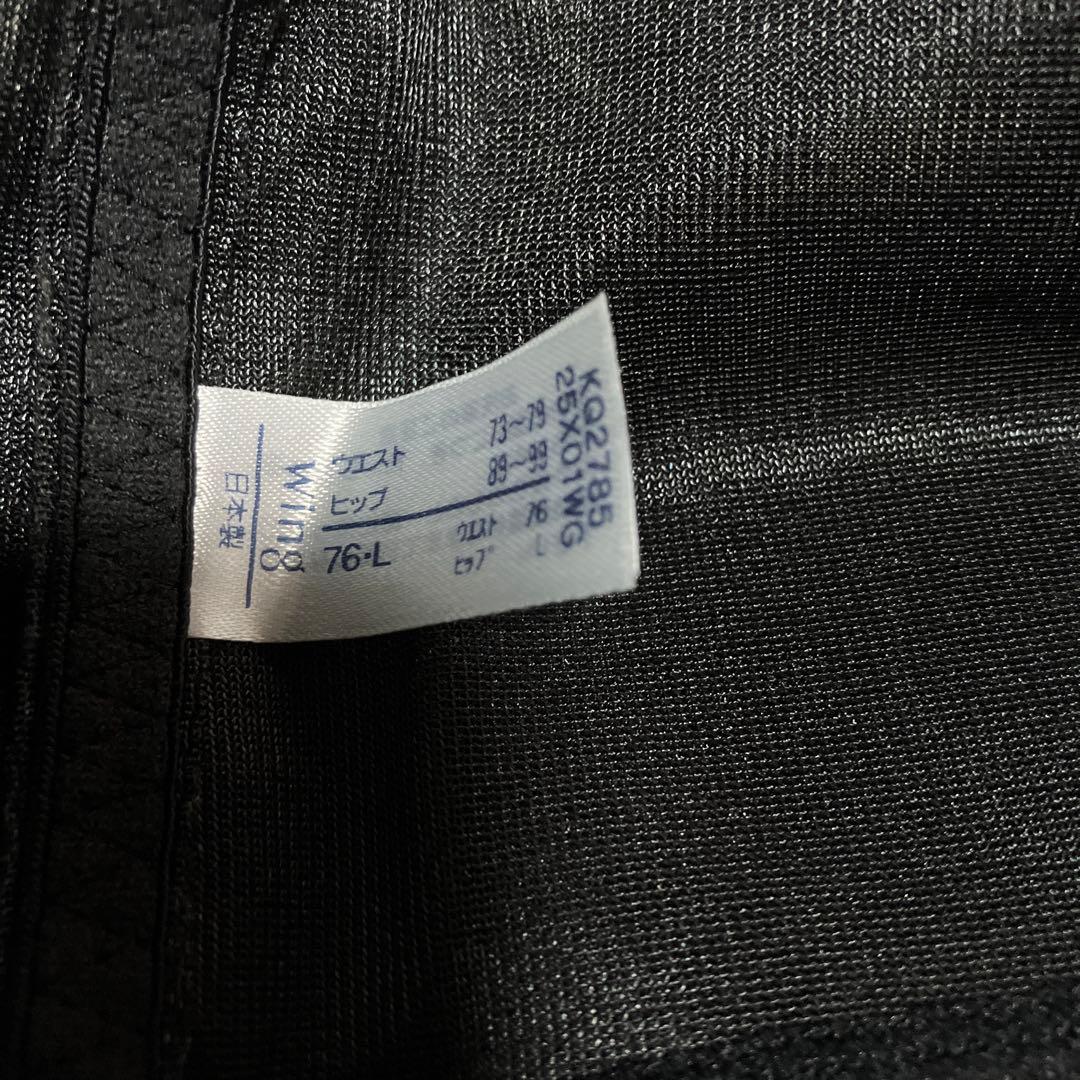 ウエスト 73~79
ヒップ 89~99
76・L
ウエスト 76
ヒップ L
KQ2785
25X01WG
Wing
日本製